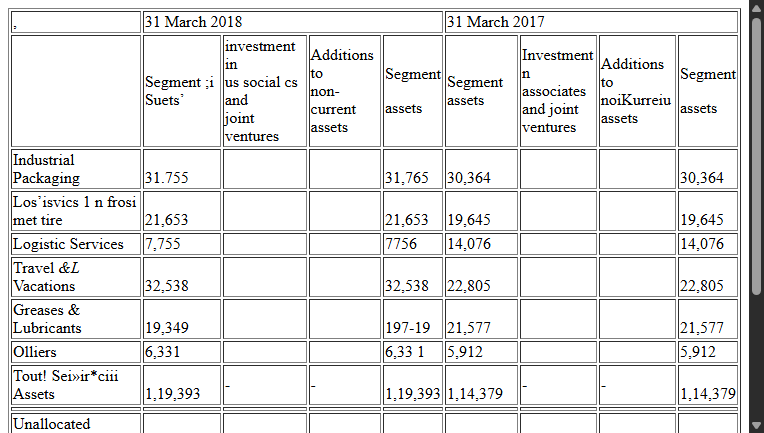 , 31 March 2018 31 March 2017
Segment ;i Suets’ investment in us social cs and joint ventures Additions to non-current assets Segment assets Segment assets Investment n associates and joint ventures Additions to noiKurreiu assets Segment assets
Industrial Packaging 31.755 31,765 30,364 30,364
Los’isvics 1 n frosi met tire 21,653 21,653 19,645 19,645
Logistic Services 7,755 7756 14,076 14,076
Travel &L Vacations 32,538 32,538 22,805 22,805
Greases & Lubricants 19,349 197-19 21,577 21,577
Olliers 6,331 6,33 1 5,912 5,912
Tout! Sei»ir*ciii Assets 1,19,393 - - 1,19,393 1,14,379 - - 1,14,379
Unallocated